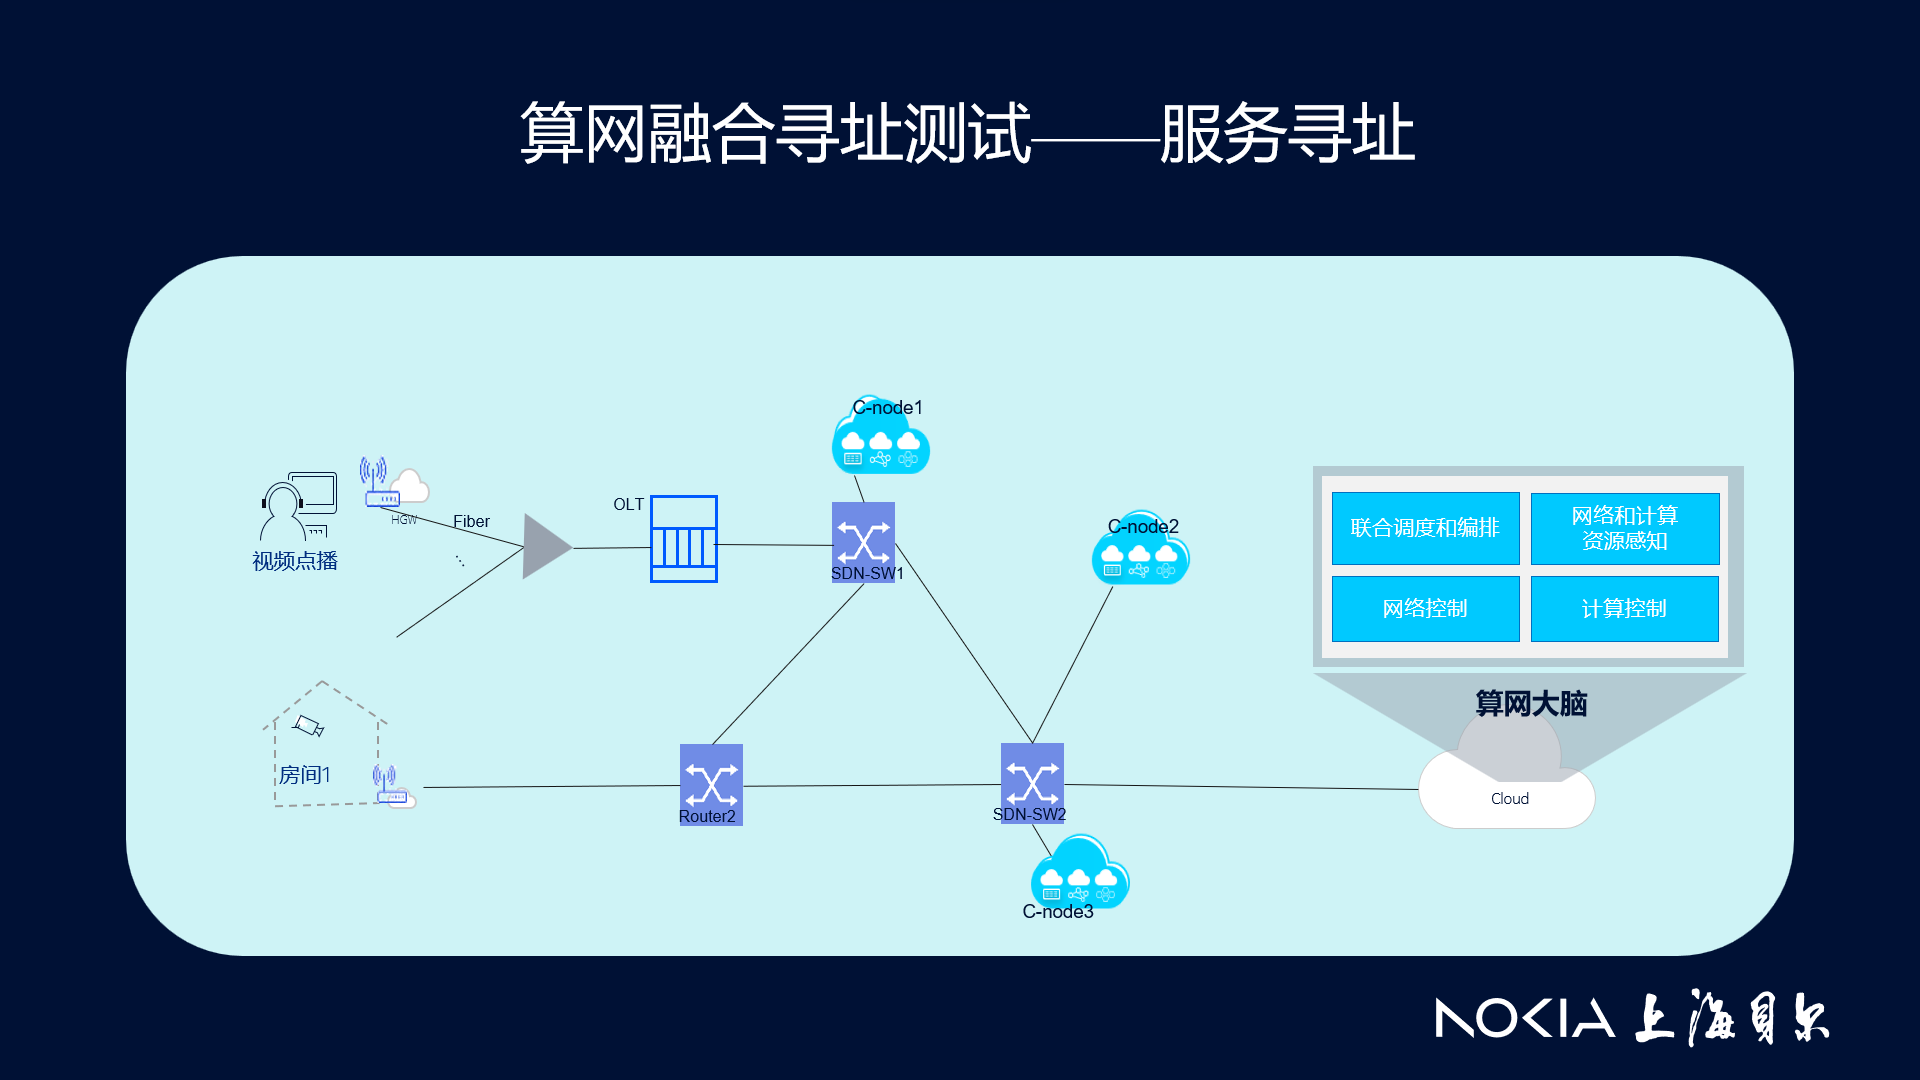 算网融合寻址测试——服务寻址
C-node1
HGW
Fiber
OLT
SDN-SW1
C-node2
视频点播
联合调度和编排
网络和计算
资源感知
网络控制
计算控制
算网大脑
房间1
Router2
SDN-SW2
Cloud
C-node3
NOKIA 上海贝尔